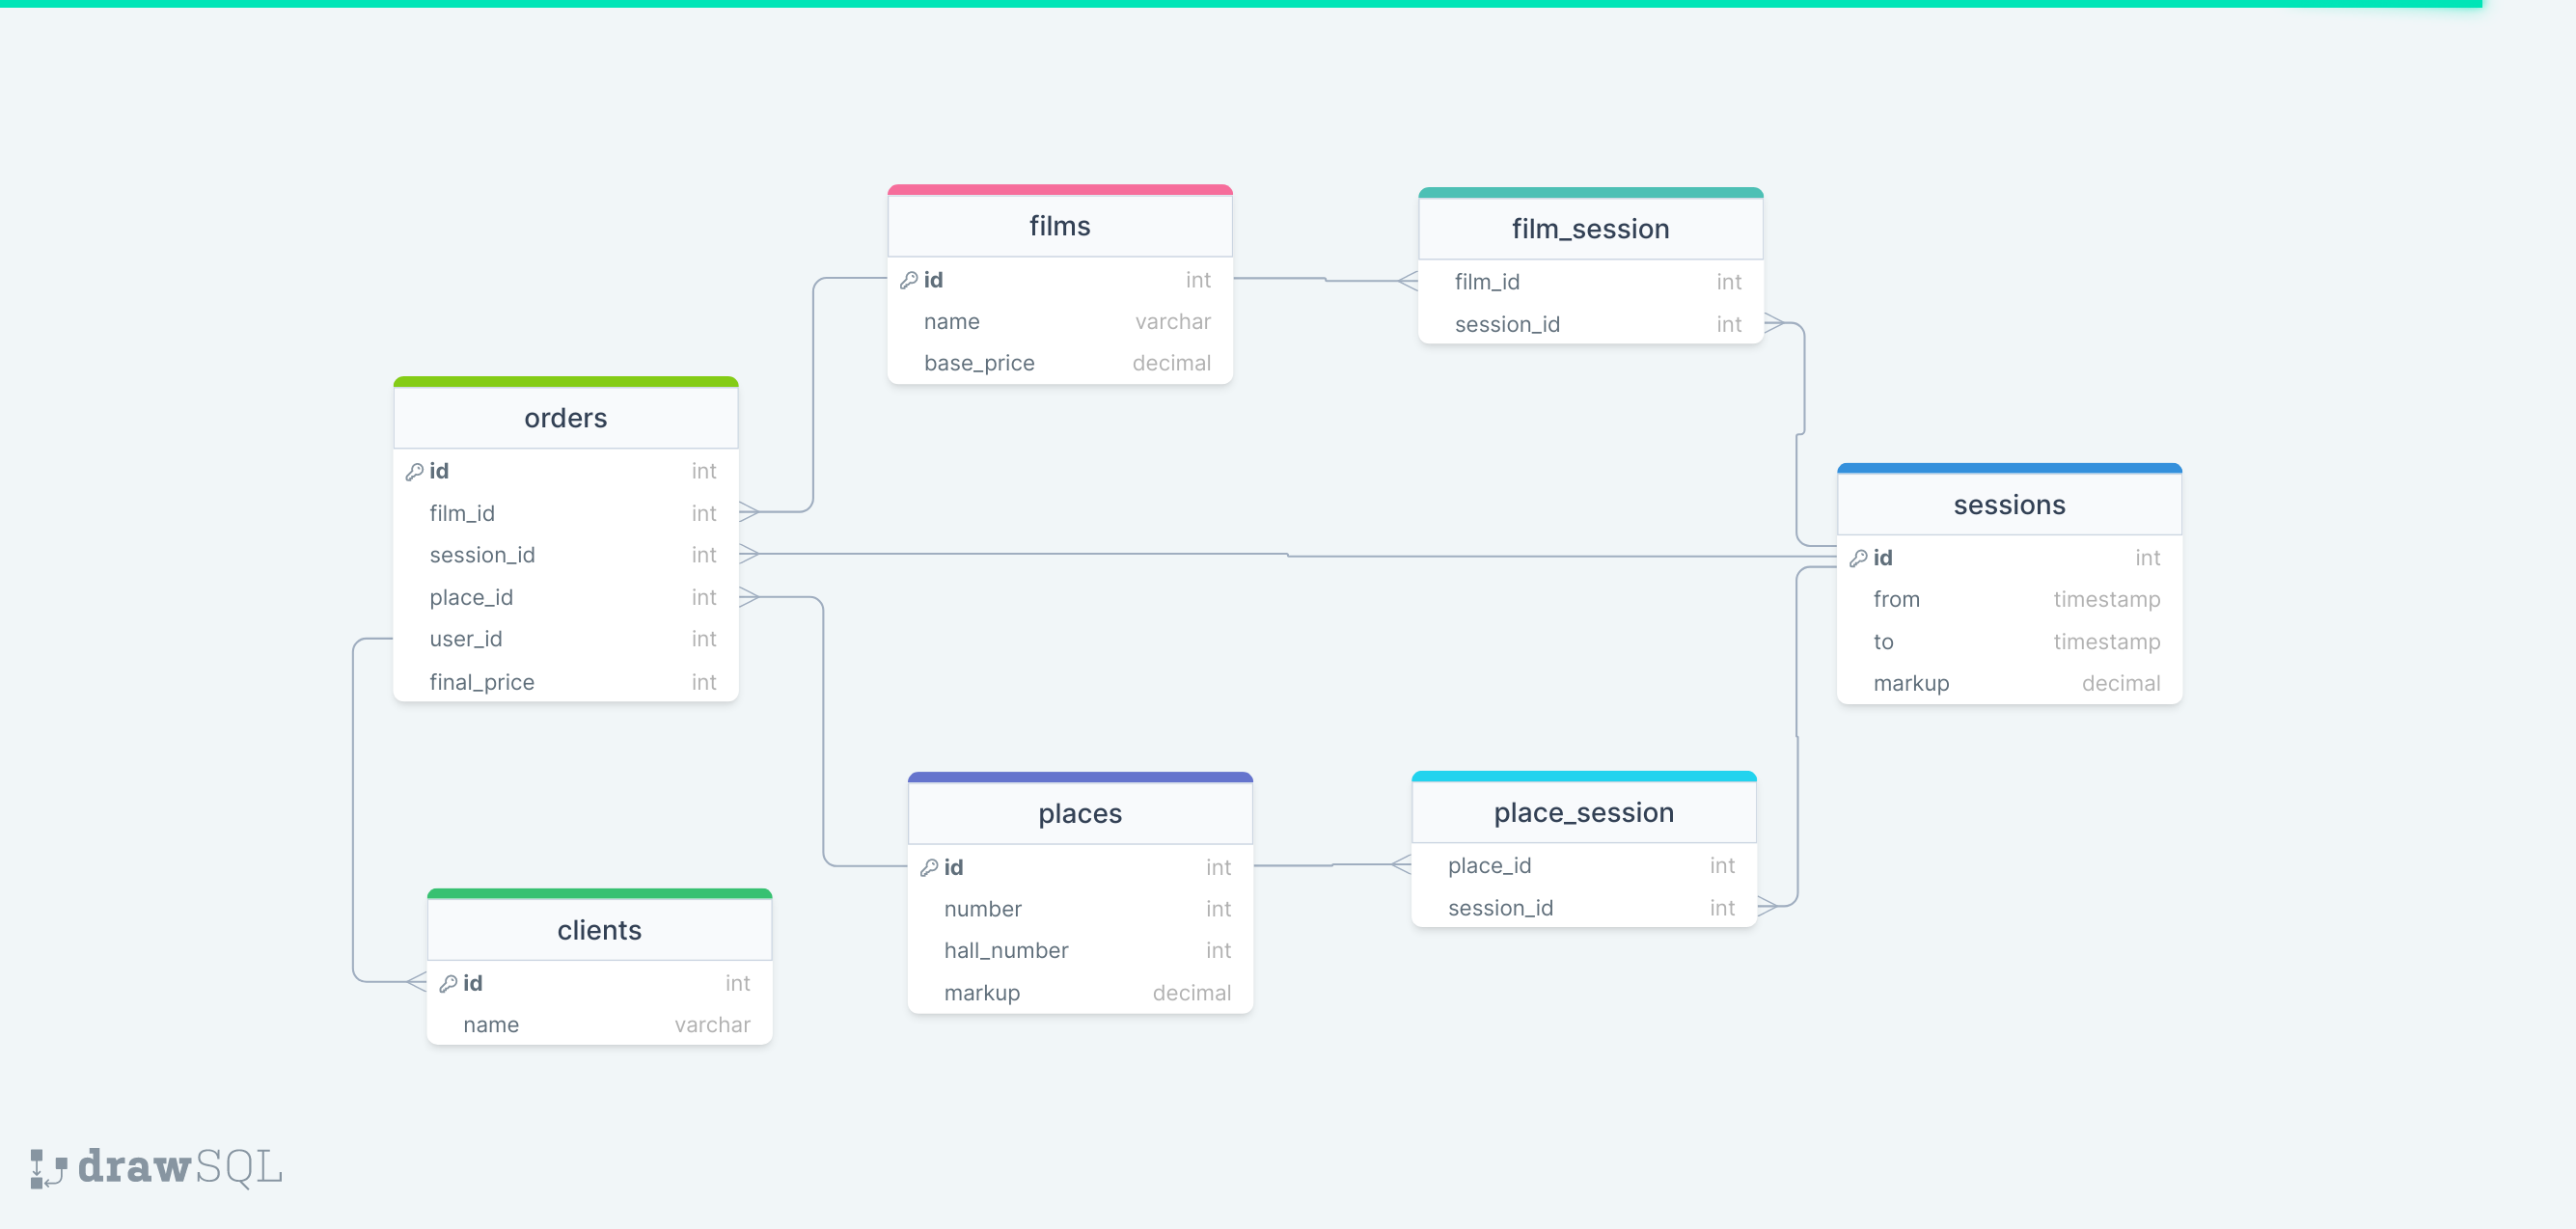 films
id int
name varchar
base_price decimal
film_session
film_id int
session_id int
orders
id int
film_id int
session_id int
place_id int
user_id int
final_price int
sessions
id int
from timestamp
to timestamp
markup decimal
places
id int
number int
hall_number int
markup decimal
place_session
place_id int
session_id int
clients
id int
name varchar
drawSQL